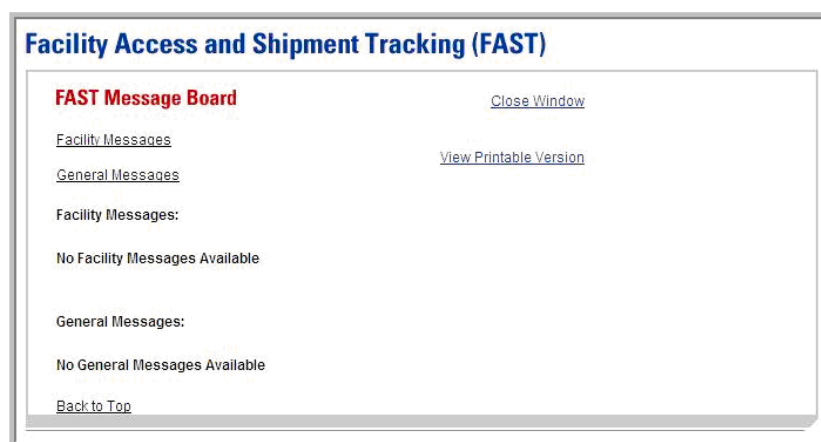 Facility Access and Shipment Tracking (FAST)
FAST Message Board
Close Window
Facility Messages
View Printable Version
General Messages
Facility Messages:
No Facility Messages Available
General Messages:
No General Messages Available
Back to Top